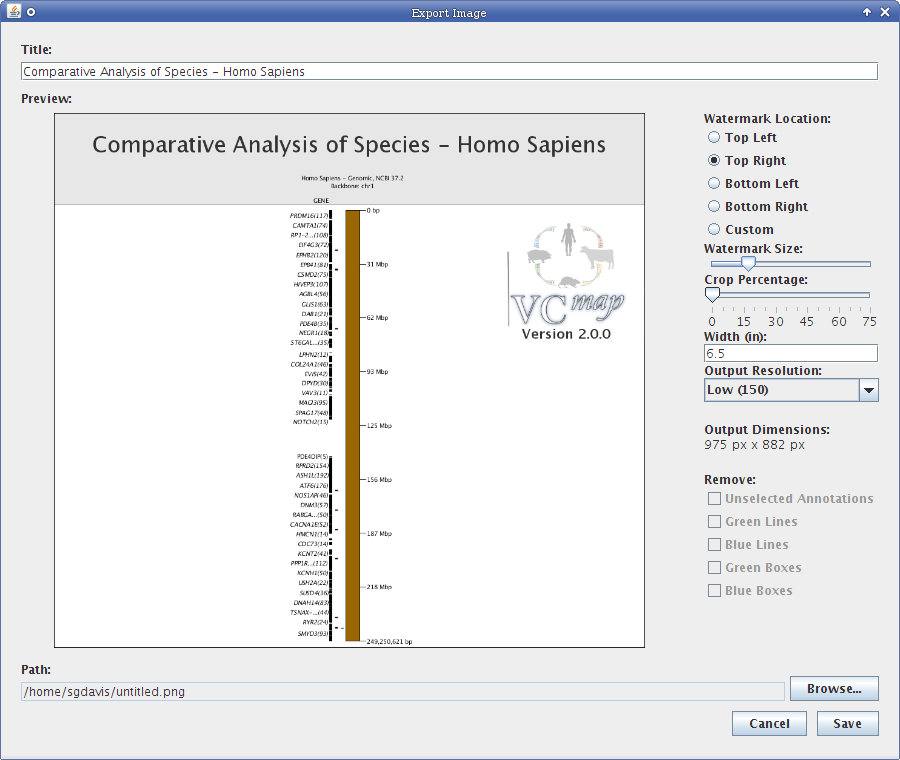 Export Image
Title:
Comparative Analysis of Species - Homo Sapiens
Preview:
Comparative Analysis of Species - Homo Sapiens
Homo Sapiens - Genomic, NCBI 37.2
Backbone: chr1
GENE
PRDM16(117)
0 bp
CAMTA1(74)
RP1-2...(108)
EIF4G3(72)
EPHB2(120)
EPB41(81)
31 Mbp
CSMD2(75)
HIVEP3(107)
AGBL4(56)
GLIS1(63)
DAB1(21)
62 Mbp
PDE4B(35)
NEGR1(18)
ST6GAL...(35)
LPHN2(12)
COL24A1(46)
93 Mbp
EVI5(42)
DPYD(30)
VAV3(11)
MAGI3(95)
SPAG17(48)
NOTCH2(15)
125 Mbp
PDE4DIP(5)
RPRD2(154)
ASH1L(192)
156 Mbp
ATF6(176)
NOS1AP(46)
DNM3(57)
RABGA...(50)
CACNA1E(52)
HMCN1(14)
187 Mbp
CDC73(14)
KCNT2(41)
PPP1R...(112)
KCNH1(50)
USH2A(22)
218 Mbp
SUSD4(36)
DNAH14(83)
TSNAX-...(44)
RYR2(24)
SMYD3(93)
249,250,621 bp
VCmap
Version 2.0.0
Watermark Location:
Top Left
Top Right
Bottom Left
Bottom Right
Custom
Watermark Size:
Crop Percentage:
0 15 30 45 60 75
Width (in):
6.5
Output Resolution:
Low (150)
Output Dimensions:
975 px x 882 px
Remove:
Unselected Annotations
Green Lines
Blue Lines
Green Boxes
Blue Boxes
Path:
/home/sgdavis/untitled.png
Browse...
Cancel
Save